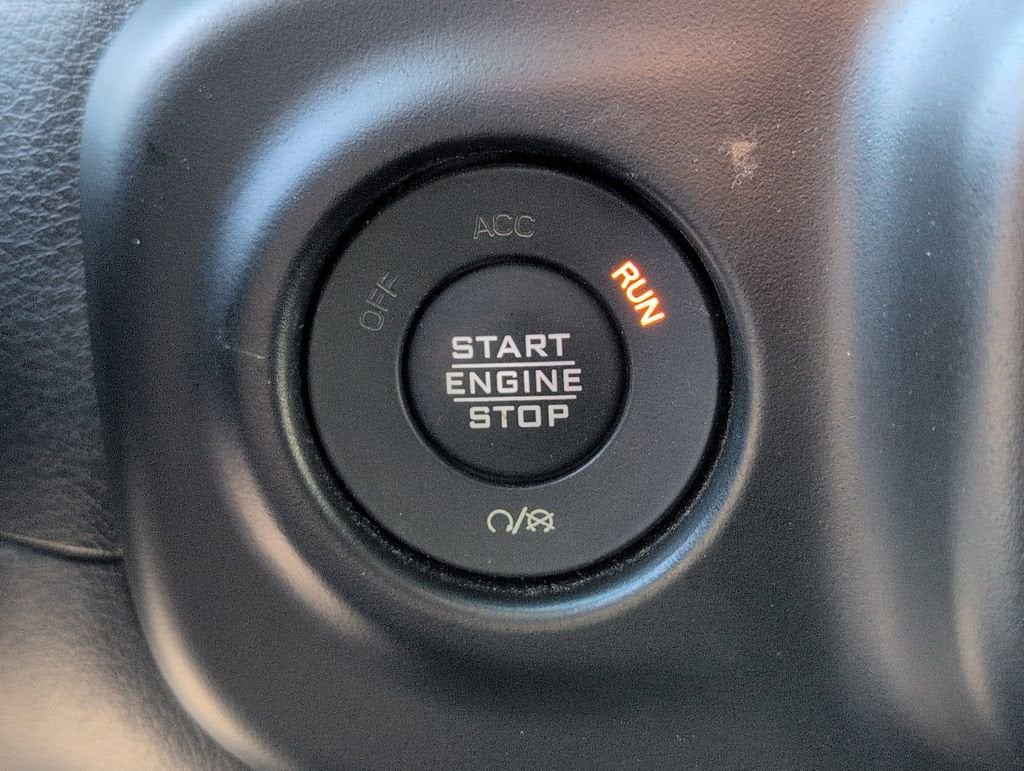 ACC
OFF
RUN
START
ENGINE
STOP